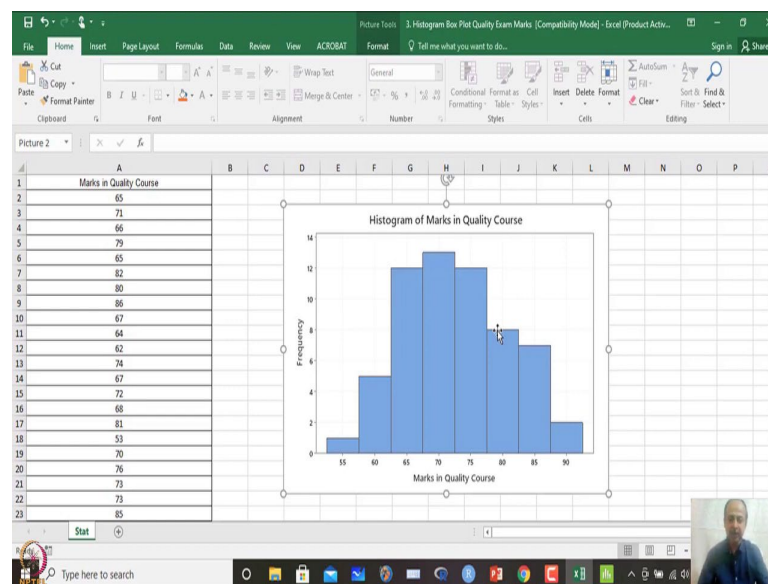 Picture Tools
3. Histogram Box Plot Quality Exam Marks [Compatibility Mode] - Excel (Product Activ...
File Home Insert Page Layout Formulas Data Review View ACROBAT Format Tell me what you want to do... Sign in Share
Paste
Cut
Copy
Format Painter
Clipboard
B I U
A A
Font
Wrap Text
Merge & Center
Alignment
General
% ,
Number
Conditional Formatting
Format as Table
Cell Styles
Styles
Insert Delete Format
Cells
AutoSum
Fill
Clear
Sort & Filter
Find & Select
Editing
Picture 2 fx
A B C D E F G H I J K L M N O P
1 Marks in Quality Course
2 65
3 71
4 66
5 79
6 65
7 82
8 80
9 86
10 67
11 64
12 62
13 74
14 67
15 72
16 68
17 81
18 53
19 70
20 76
21 73
22 73
23 85
Histogram of Marks in Quality Course
14
12
10
8
6
4
2
0
Frequency
55 60 65 70 75 80 85 90
Marks in Quality Course
Stat
NPTEL
Type here to search